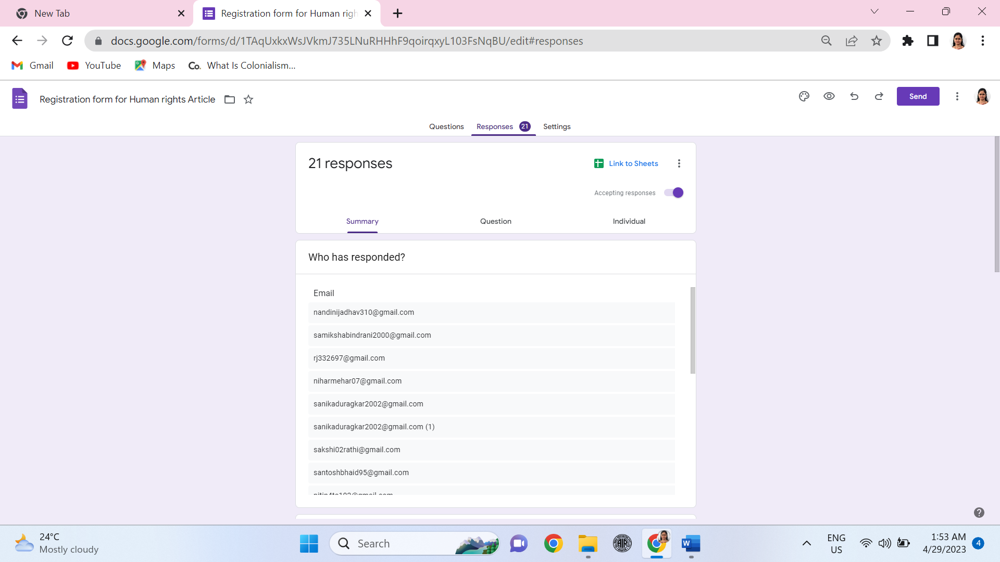 New Tab
Registration form for Human righ
docs.google.com/forms/d/1TAqUxkxWsJVkmJ735LNuRHHhF9qoirqxyL103FsNqBU/edit#responses
Gmail
YouTube
Maps
Co. What Is Colonialism...
Registration form for Human rights Article
Send
Questions
Responses 21
Settings
21 responses
Link to Sheets
Accepting responses
Summary
Question
Individual
Who has responded?
Email
nandinijadhav310@gmail.com
samikshabindrani2000@gmail.com
rj332697@gmail.com
niharmehar07@gmail.com
sanikaduragkar2002@gmail.com
sanikaduragkar2002@gmail.com (1)
sakshi02rathi@gmail.com
santoshbhaid95@gmail.com
24°C
Mostly cloudy
Search
AIR
W
ENG
US
1:53 AM
4/29/2023
4